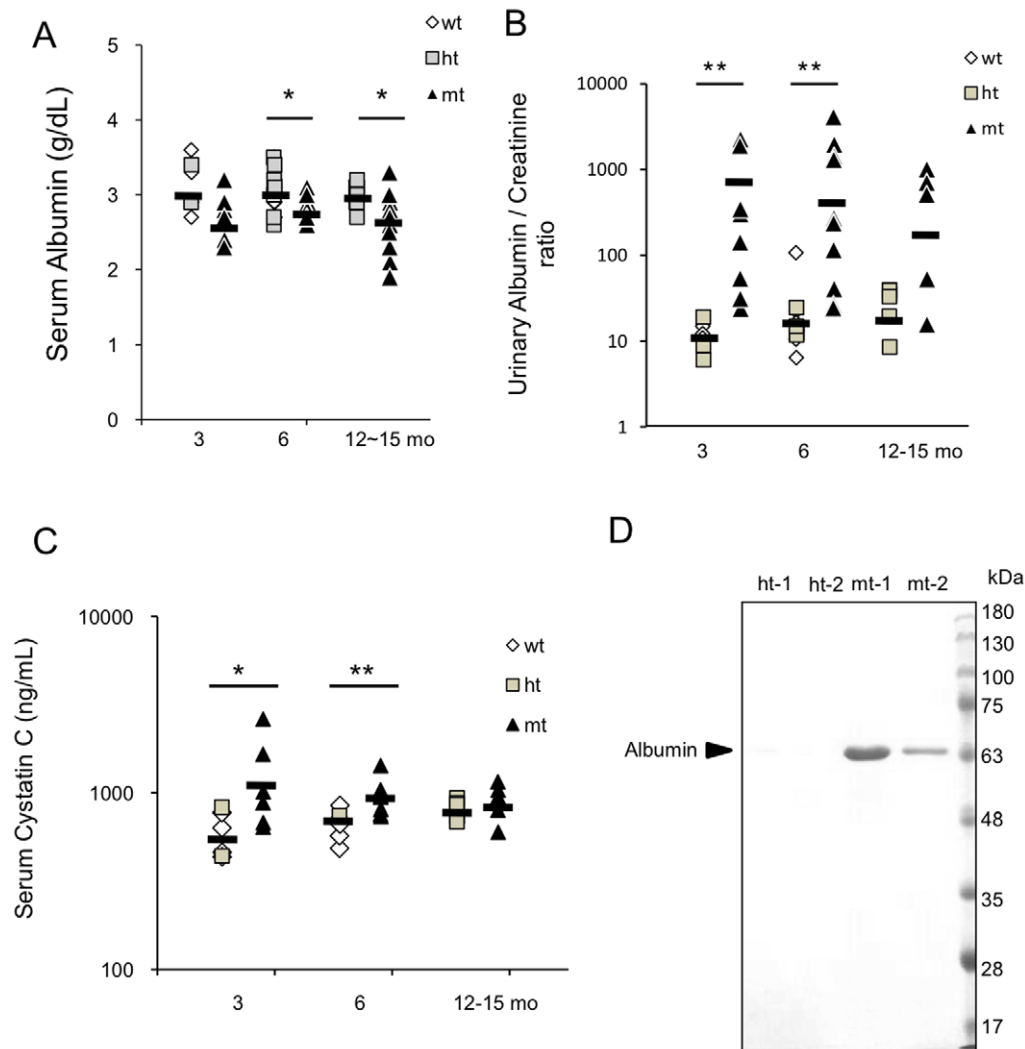 A
wt
ht
mt
Serum Albumin (g/dL)
5
4
3
2
1
0
*
*
3
6
12~15 mo
B
wt
ht
mt
Urinary Albumin / Creatinine
ratio
10000
1000
100
10
1
**
**
3
6
12-15 mo
C
wt
ht
mt
Serum Cystatin C (ng/mL)
10000
1000
100
*
**
3
6
12-15 mo
D
ht-1 ht-2 mt-1 mt-2 kDa
Albumin
180
130
100
75
63
48
35
28
17